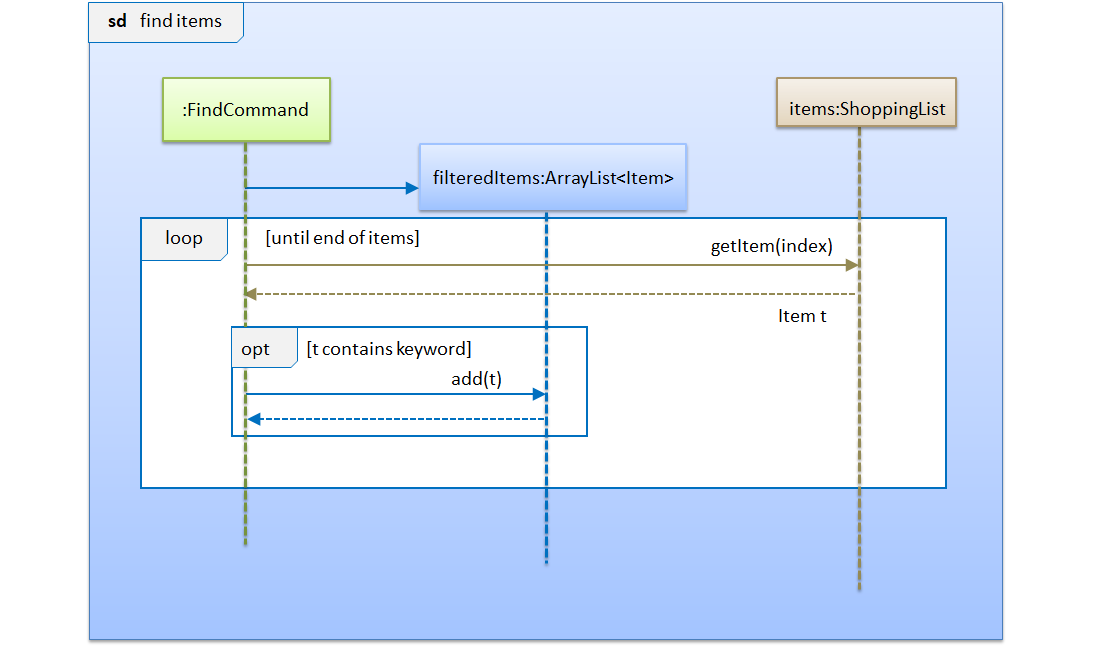 sd find items
:FindCommand
items:ShoppingList
filteredItems:ArrayList<Item>
loop [until end of items]
getItem(index)
Item t
opt [t contains keyword]
add(t)